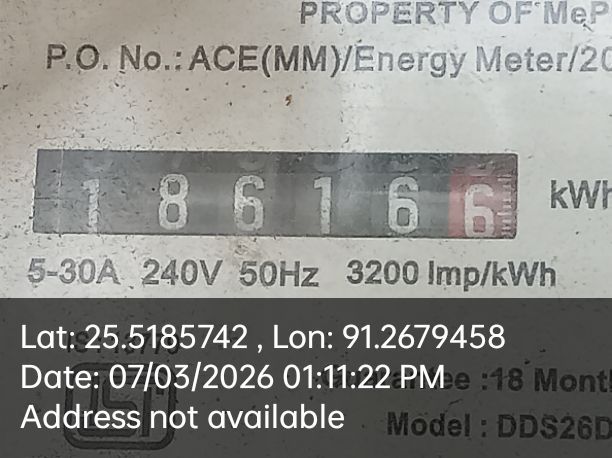 PROPERTY OF MeP
P.O. No.: ACE(MM)/Energy Meter/20
1 8 6 1 6 6 kWh
5-30A 240V 50Hz 3200 Imp/kWh
Lat: 25.5185742 , Lon: 91.2679458
Date: 07/03/2026 01:11:22 PM
:18 Mont
Address not available
Model : DDS26D